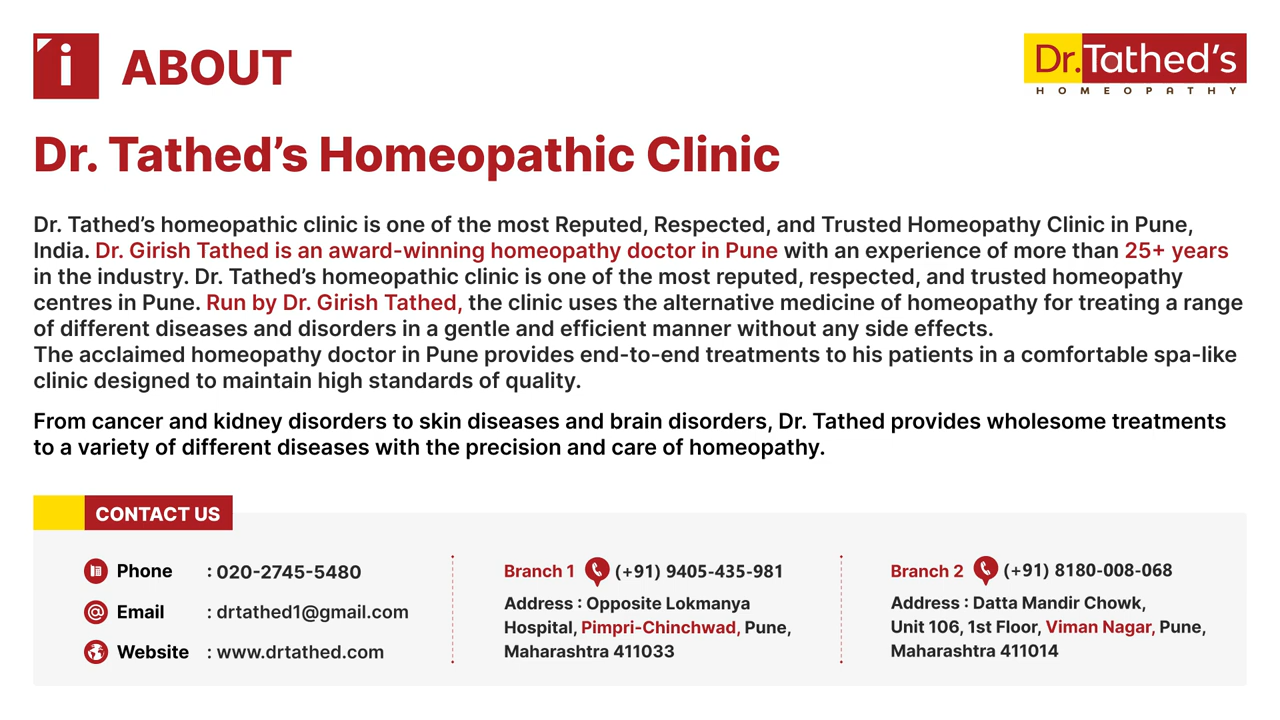 i ABOUT
Dr.Tathed's
HOMEOPATHY
Dr. Tathed's Homeopathic Clinic
Dr. Tathed's homeopathic clinic is one of the most Reputed, Respected, and Trusted Homeopathy Clinic in Pune,
India. Dr. Girish Tathed is an award-winning homeopathy doctor in Pune with an experience of more than 25+ years
in the industry. Dr. Tathed's homeopathic clinic is one of the most reputed, respected, and trusted homeopathy
centres in Pune. Run by Dr. Girish Tathed, the clinic uses the alternative medicine of homeopathy for treating a range
of different diseases and disorders in a gentle and efficient manner without any side effects.
The acclaimed homeopathy doctor in Pune provides end-to-end treatments to his patients in a comfortable spa-like
clinic designed to maintain high standards of quality.
From cancer and kidney disorders to skin diseases and brain disorders, Dr. Tathed provides wholesome treatments
to a variety of different diseases with the precision and care of homeopathy.
CONTACT US
Phone : 020-2745-5480
Email : drtathed1@gmail.com
Website : www.drtathed.com
Branch 1 (+91) 9405-435-981
Address : Opposite Lokmanya
Hospital, Pimpri-Chinchwad, Pune,
Maharashtra 411033
Branch 2 (+91) 8180-008-068
Address : Datta Mandir Chowk,
Unit 106, 1st Floor, Viman Nagar, Pune,
Maharashtra 411014